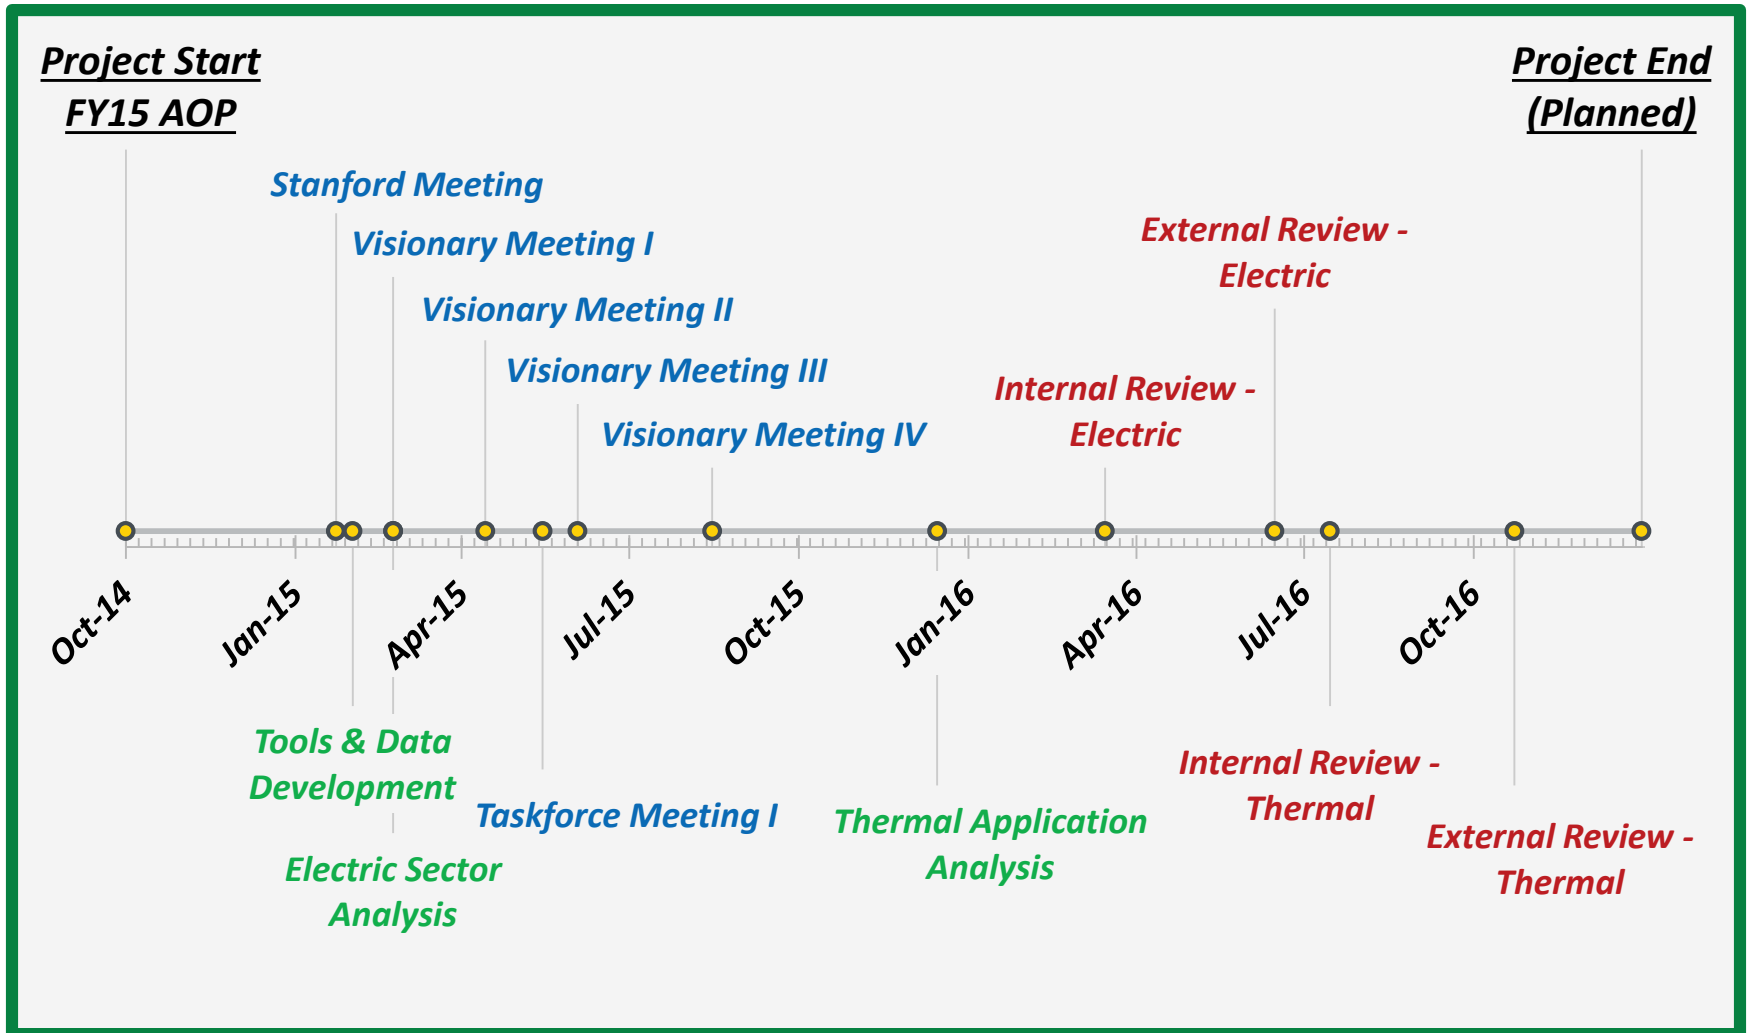 Project Start
FY15 AOP
Project End
(Planned)
Stanford Meeting
Visionary Meeting I
Visionary Meeting II
Visionary Meeting III
Visionary Meeting IV
External Review -
Electric
Internal Review -
Electric
Oct-14
Jan-15
Apr-15
Jul-15
Oct-15
Jan-16
Apr-16
Jul-16
Oct-16
Tools & Data
Development
Taskforce Meeting I
Electric Sector
Analysis
Thermal Application
Analysis
Internal Review -
Thermal
External Review -
Thermal